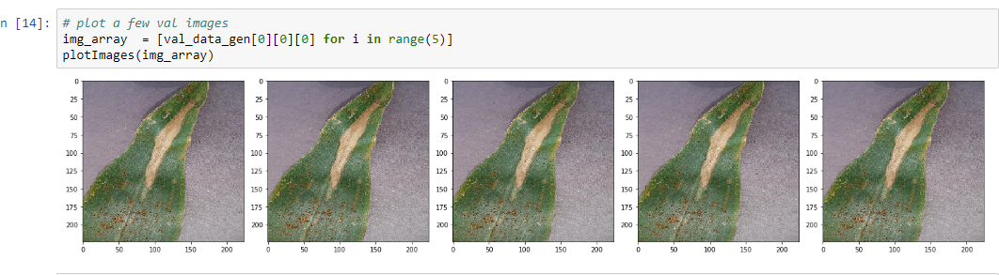 n [14]:
# plot a few val images
img_array  = [val_data_gen[0][0][0] for i in range(5)]
plotImages(img_array)
0 0 0 0 0
25 25 25 25 25
50 50 50 50 50
75 75 75 75 75
100 100 100 100 100
125 125 125 125 125
150 150 150 150 150
175 175 175 175 175
200 200 200 200 200
0 50 100 150 200 0 50 100 150 200 0 50 100 150 200 0 50 100 150 200 0 50 100 150 200